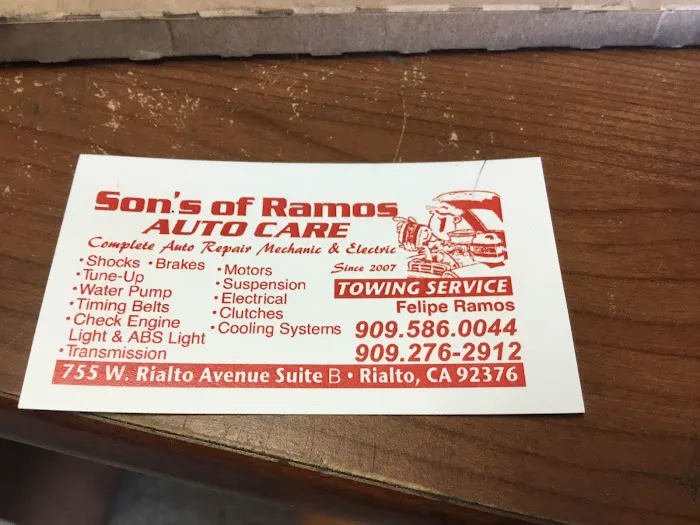 Son's of Ramos
AUTO CARE
Complete Auto Repair Mechanic & Electric
Since 2007
• Shocks • Brakes
• Tune-Up
• Water Pump
• Timing Belts
• Check Engine
Light & ABS Light
• Transmission
• Motors
• Suspension
• Electrical
• Clutches
• Cooling Systems
TOWING SERVICE
Felipe Ramos
909.586.0044
909.276-2912
755 W. Rialto Avenue Suite B • Rialto, CA 92376